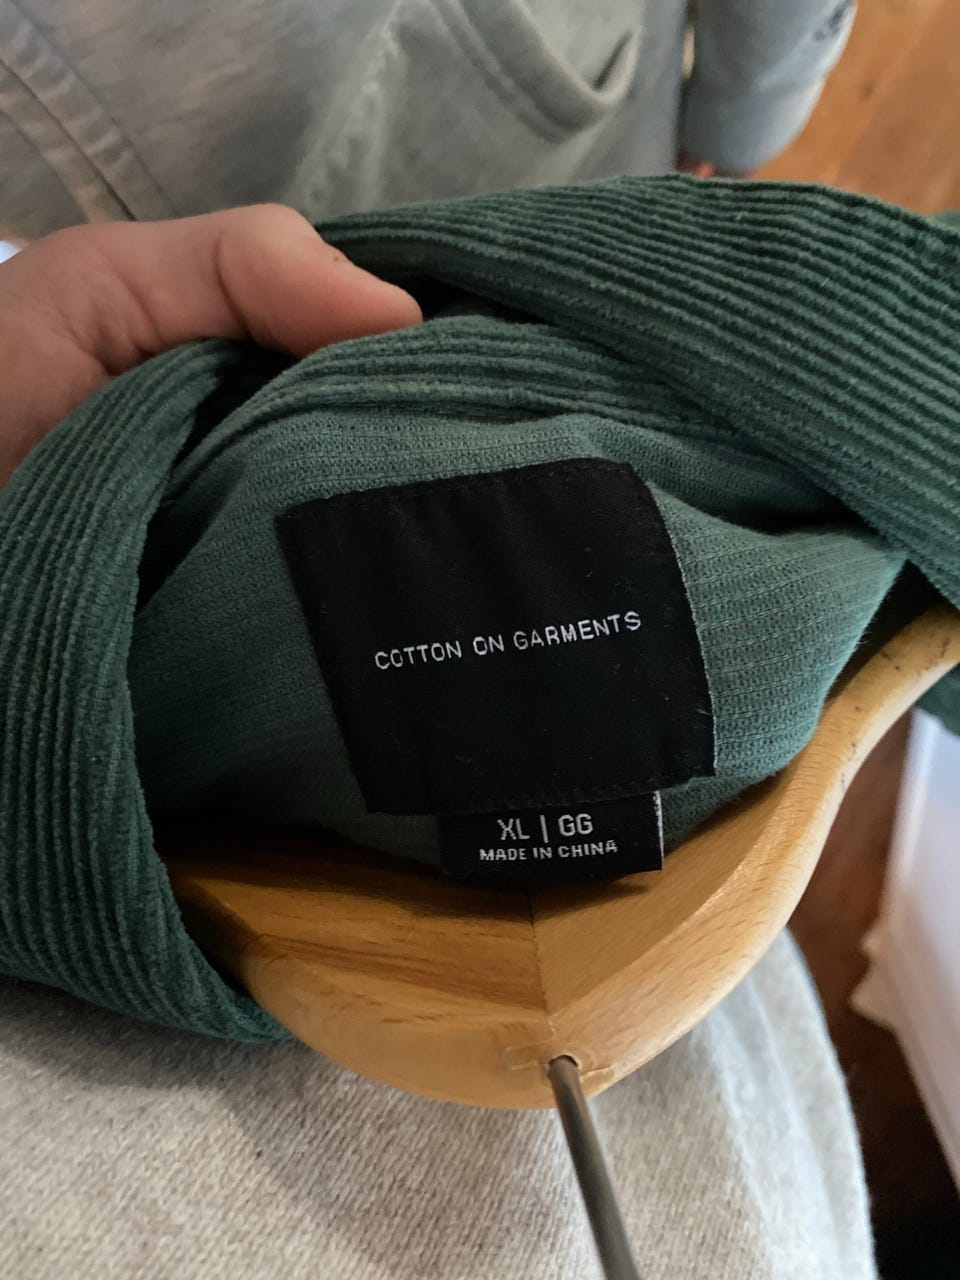 COTTON ON GARMENTS
XL | GG
MADE IN CHINA